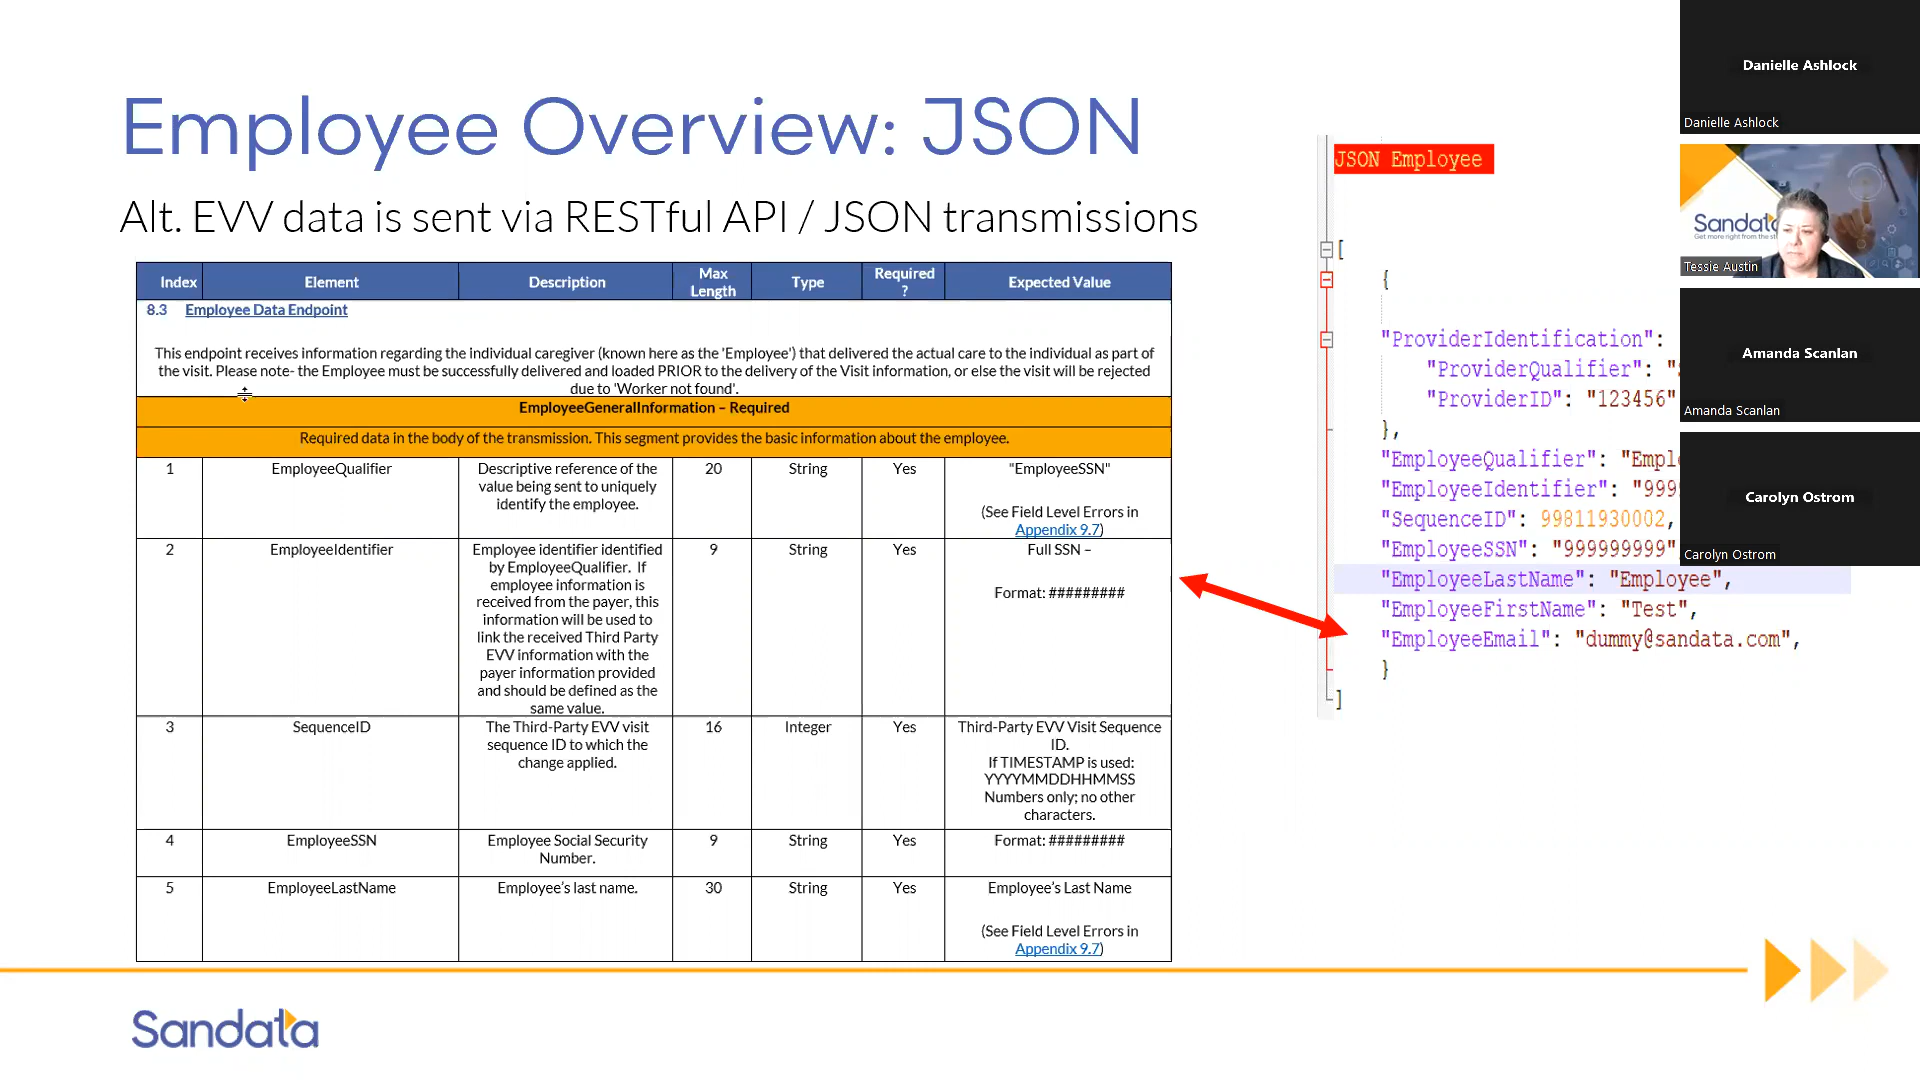 Employee Overview: JSON
Alt. EVV data is sent via RESTful API / JSON transmissions
Index Element Description Max Length Type Required ? Expected Value
8.3 Employee Data Endpoint
This endpoint receives information regarding the individual caregiver (known here as the 'Employee') that delivered the actual care to the individual as part of
the visit. Please note- the Employee must be successfully delivered and loaded PRIOR to the delivery of the Visit information, or else the visit will be rejected
due to 'Worker not found'.
EmployeeGeneralInformation – Required
Required data in the body of the transmission. This segment provides the basic information about the employee.
1 EmployeeQualifier Descriptive reference of the 20 String Yes "EmployeeSSN"
value being sent to uniquely
identify the employee.
(See Field Level Errors in
Appendix 9.7)
2 EmployeeIdentifier Employee identifier identified 9 String Yes Full SSN –
by EmployeeQualifier. If
employee information is
Format: #########
received from the payer, this
information will be used to
link the received Third Party
EVV information with the
payer information provided
and should be defined as the
same value.
3 SequenceID The Third-Party EVV visit 16 Integer Yes Third-Party EVV Visit Sequence
sequence ID to which the ID.
change applied. If TIMESTAMP is used:
YYYYMMDDHHMMSS
Numbers only; no other
characters.
4 EmployeeSSN Employee Social Security 9 String Yes Format: #########
Number.
5 EmployeeLastName Employee's last name. 30 String Yes Employee's Last Name
(See Field Level Errors in
Appendix 9.7)
JSON Employee
[
{
"ProviderIdentification":
"ProviderQualifier": "
"ProviderID": "123456"
},
"EmployeeQualifier": "Empl
"EmployeeIdentifier": "999
"SequenceID": 99811930002,
"EmployeeSSN": "999999999"
"EmployeeLastName": "Employee",
"EmployeeFirstName": "Test",
"EmployeeEmail": "dummy@sandata.com",
}
]
Danielle Ashlock
Danielle Ashlock
Sandata
Get more right from the
Tessie Austin
Amanda Scanlan
Amanda Scanlan
Carolyn Ostrom
Carolyn Ostrom
Sandata